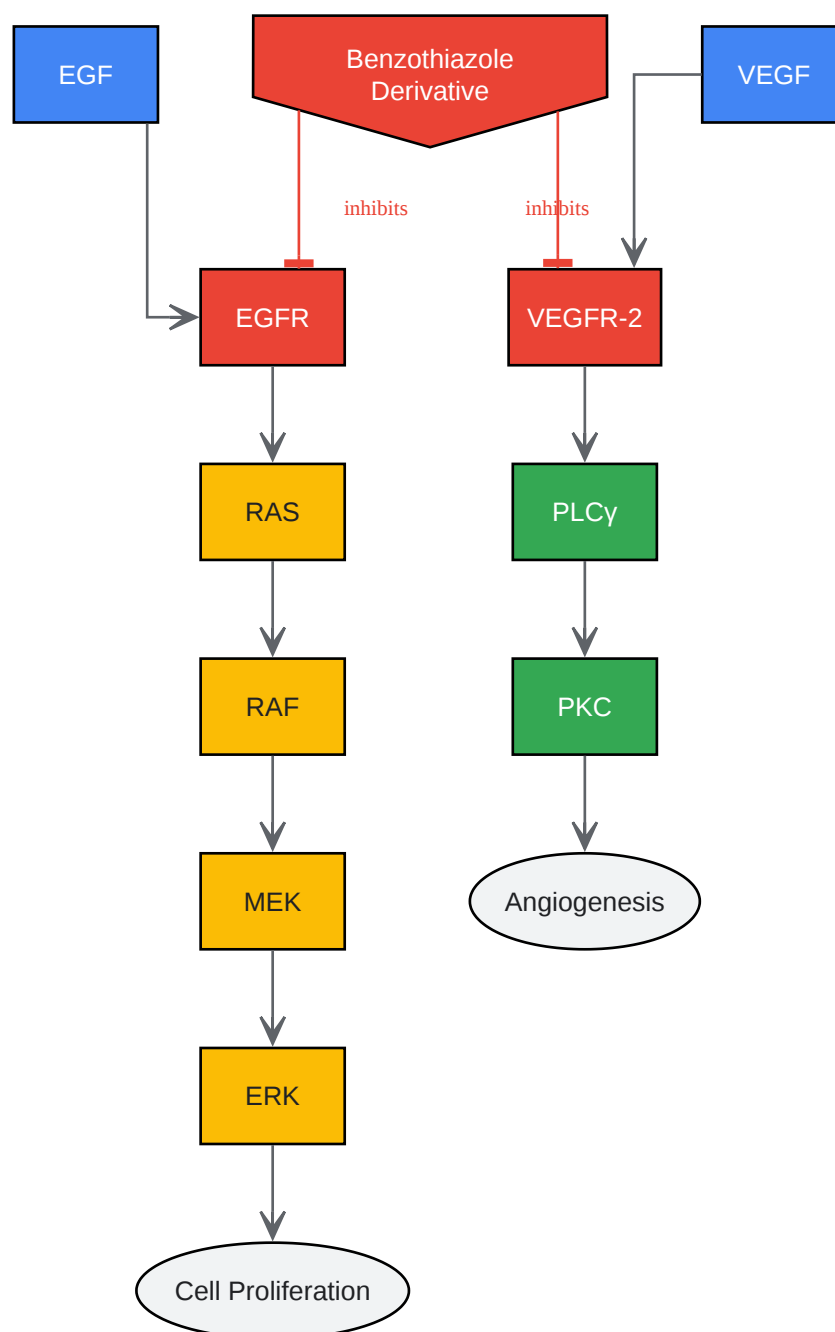 EGF
Benzothiazole
Derivative
VEGF
inhibits
inhibits
EGFR
VEGFR-2
RAS
PLCγ
RAF
PKC
MEK
Angiogenesis
ERK
Cell Proliferation